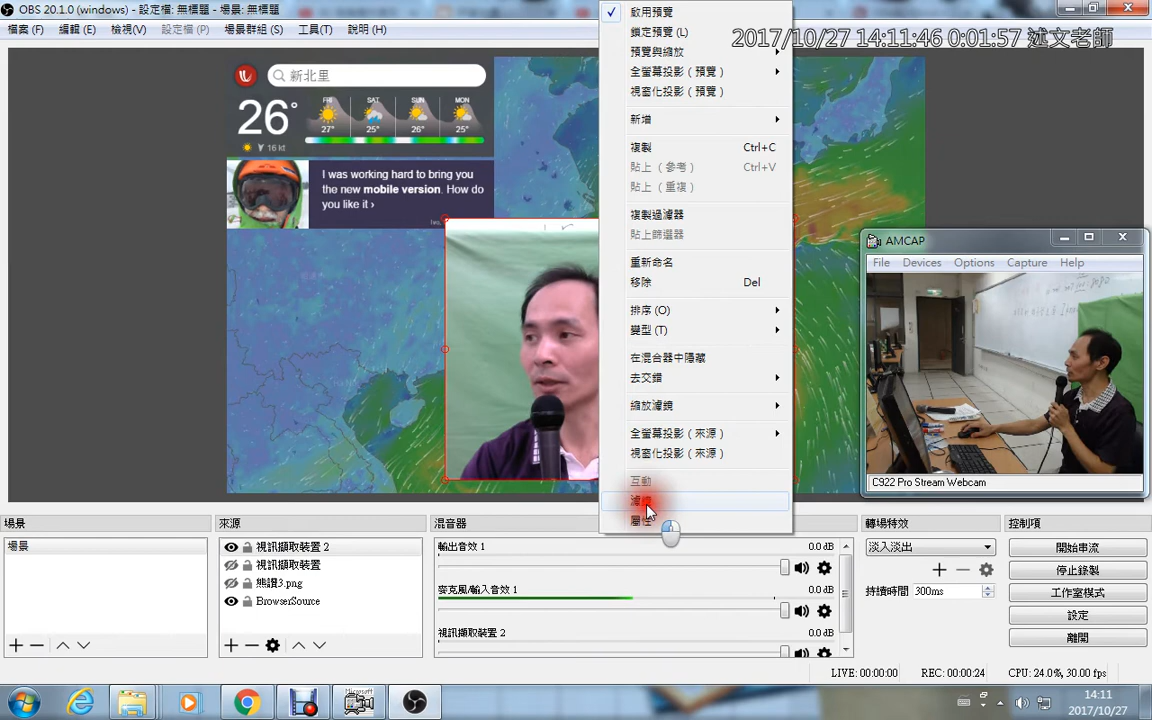 OBS 20.1.0 (windows) - 設定檔: 無標題 - 場景: 無標題
檔案 (F) 編輯 (E) 檢視(V) 設定檔 (P) 場景群組 (S) 工具(T) 說明 (H)
2017/10/27 14:11:46 0:01:57 述文老師
新北里
26°
16 kt
FRI SAT SUN MON
27° 25° 26° 25°
I was working hard to bring you
the new mobile version. How do
you like it ›
啟用預覽
鎖定預覽 (L)
預覽與縮放
全螢幕投影 ( 預覽 )
視窗化投影 ( 預覽 )
新增
複製 Ctrl+C
貼上 ( 參考 ) Ctrl+V
貼上 ( 重複 )
複製過濾器
貼上篩選器
重新命名
移除 Del
排序 (O)
變型 (T)
在混合器中隱藏
去交錯
縮放濾鏡
全螢幕投影 ( 來源 )
視窗化投影 ( 來源 )
互動
AMCAP
File Devices Options Capture Help
C922 Pro Stream Webcam
場景
場景
來源
視訊擷取裝置 2
視訊擷取裝置
熊讚3.png
BrowserSource
混音器
輸出音效 1 0.0 dB
麥克風/輸入音效 1 0.0 dB
視訊擷取裝置 2 0.0 dB
轉場特效
淡入淡出
持續時間 300ms
控制項
開始串流
停止錄製
工作室模式
設定
離開
LIVE: 00:00:00 REC: 00:00:24 CPU: 24.0%, 30.00 fps
Microsoft
14:11
2017/10/27